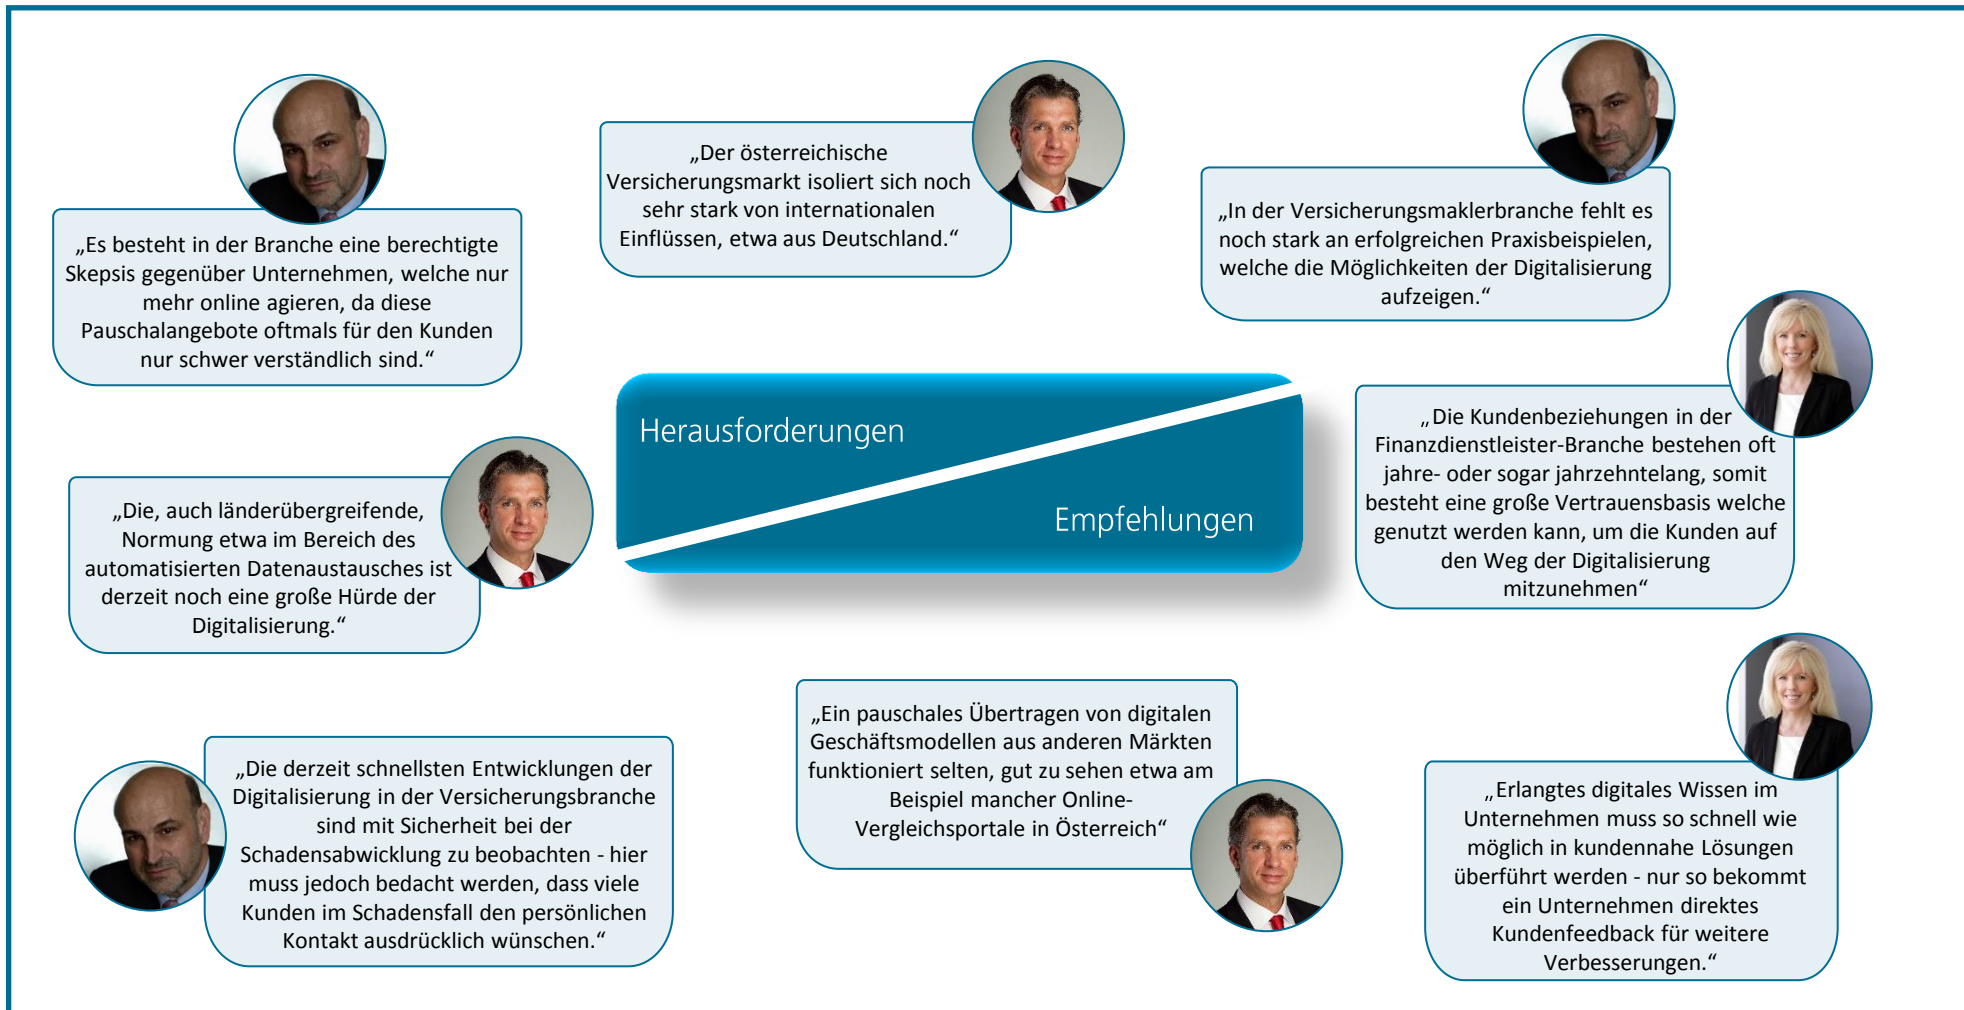 „Es besteht in der Branche eine berechtigte
Skepsis gegenüber Unternehmen, welche nur
mehr online agieren, da diese
Pauschalangebote oftmals für den Kunden
nur schwer verständlich sind.“
„Der österreichische
Versicherungsmarkt isoliert sich noch
sehr stark von internationalen
Einflüssen, etwa aus Deutschland.“
„In der Versicherungsmaklerbranche fehlt es
noch stark an erfolgreichen Praxisbeispielen,
welche die Möglichkeiten der Digitalisierung
aufzeigen.“
Herausforderungen
Empfehlungen
„Die Kundenbeziehungen in der
Finanzdienstleister-Branche bestehen oft
jahre- oder sogar jahrzehntelang, somit
besteht eine große Vertrauensbasis welche
genutzt werden kann, um die Kunden auf
den Weg der Digitalisierung
mitzunehmen“
„Die, auch länderübergreifende,
Normung etwa im Bereich des
automatisierten Datenaustausches ist
derzeit noch eine große Hürde der
Digitalisierung.“
„Die derzeit schnellsten Entwicklungen der
Digitalisierung in der Versicherungsbranche
sind mit Sicherheit bei der
Schadensabwicklung zu beobachten - hier
muss jedoch bedacht werden, dass viele
Kunden im Schadensfall den persönlichen
Kontakt ausdrücklich wünschen.“
„Ein pauschales Übertragen von digitalen
Geschäftsmodellen aus anderen Märkten
funktioniert selten, gut zu sehen etwa am
Beispiel mancher Online-
Vergleichsportale in Österreich“
„Erlangtes digitales Wissen im
Unternehmen muss so schnell wie
möglich in kundennahe Lösungen
überführt werden - nur so bekommt
ein Unternehmen direktes
Kundenfeedback für weitere
Verbesserungen.“